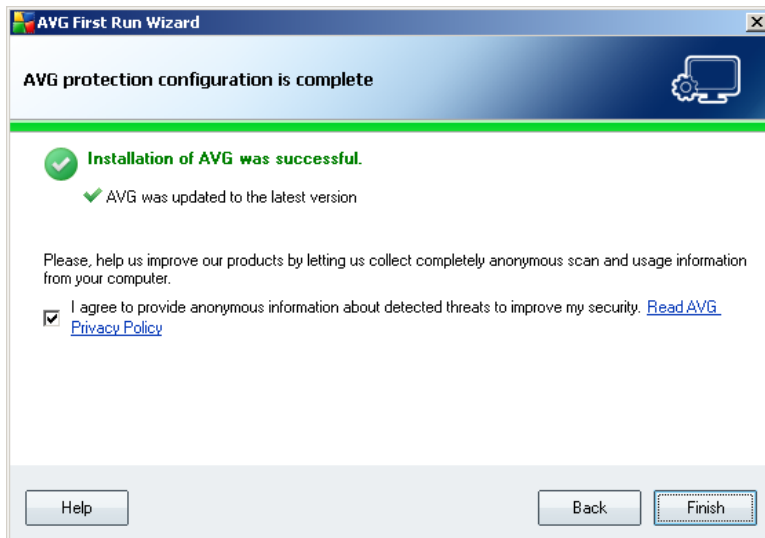 AVG First Run Wizard
AVG protection configuration is complete
Installation of AVG was successful.
AVG was updated to the latest version
Please, help us improve our products by letting us collect completely anonymous scan and usage information
from your computer.
I agree to provide anonymous information about detected threats to improve my security. Read AVG
Privacy Policy
Help
Back
Finish